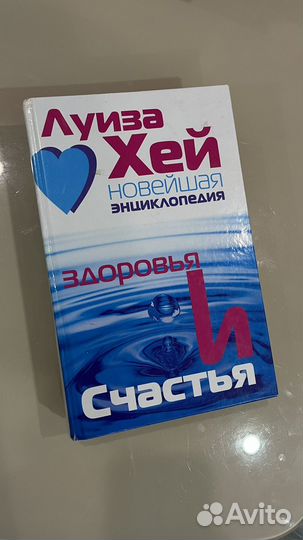 Луиза
Хей
новейшая
энциклопедия
здоровья
и
Счастья
Avito